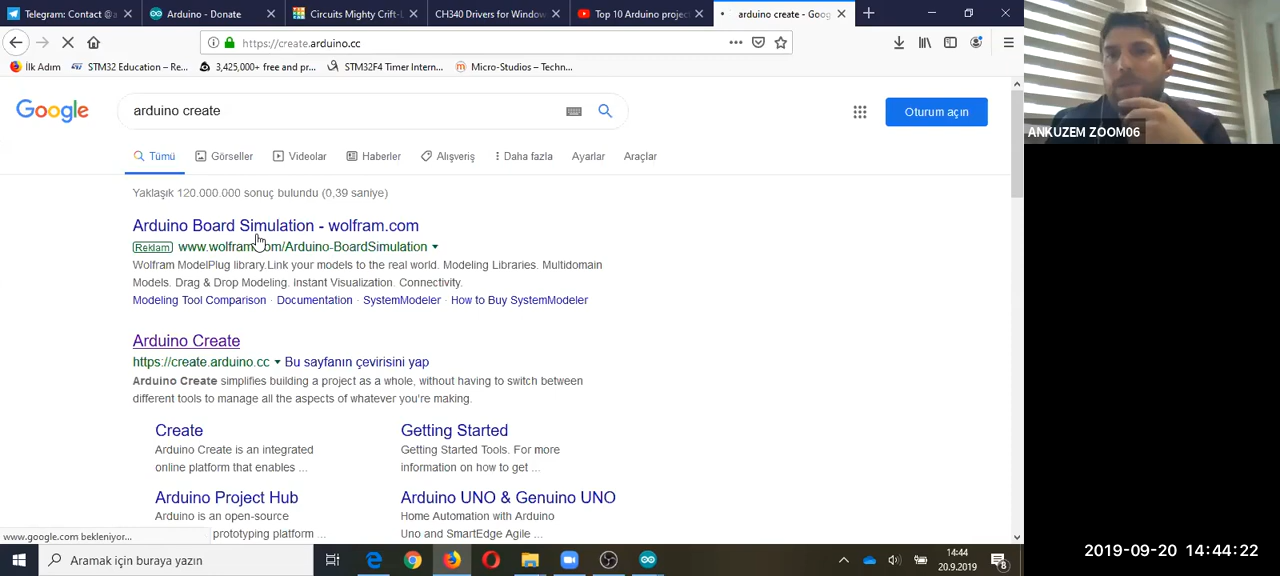 Telegram: Contact @a
Arduino - Donate
Circuits Mighty Crift-L
CH340 Drivers for Window
Top 10 Arduino project
arduino create - Goog
https://create.arduino.cc
İlk Adım
STM32 Education – Re...
3,425,000+ free and pr...
STM32F4 Timer Intern...
Micro-Studios – Techn...
Google
arduino create
Oturum açın
Tümü
Görseller
Videolar
Haberler
Alışveriş
Daha fazla
Ayarlar
Araçlar
Yaklaşık 120.000.000 sonuç bulundu (0,39 saniye)
Arduino Board Simulation - wolfram.com
Reklam www.wolfram.com/Arduino-BoardSimulation
Wolfram ModelPlug library.Link your models to the real world. Modeling Libraries. Multidomain
Models. Drag & Drop Modeling. Instant Visualization. Connectivity.
Modeling Tool Comparison · Documentation · SystemModeler · How to Buy SystemModeler
Arduino Create
https://create.arduino.cc Bu sayfanın çevirisini yap
Arduino Create simplifies building a project as a whole, without having to switch between
different tools to manage all the aspects of whatever you're making.
Create
Arduino Create is an integrated
online platform that enables ...
Getting Started
Getting Started Tools. For more
information on how to get ...
Arduino Project Hub
Arduino is an open-source
prototyping platform ...
Arduino UNO & Genuino UNO
Home Automation with Arduino
Uno and SmartEdge Agile ...
www.google.com bekleniyor...
Aramak için buraya yazın
14:44
20.9.2019
8
ANKUZEM ZOOM06
2019-09-20 14:44:22